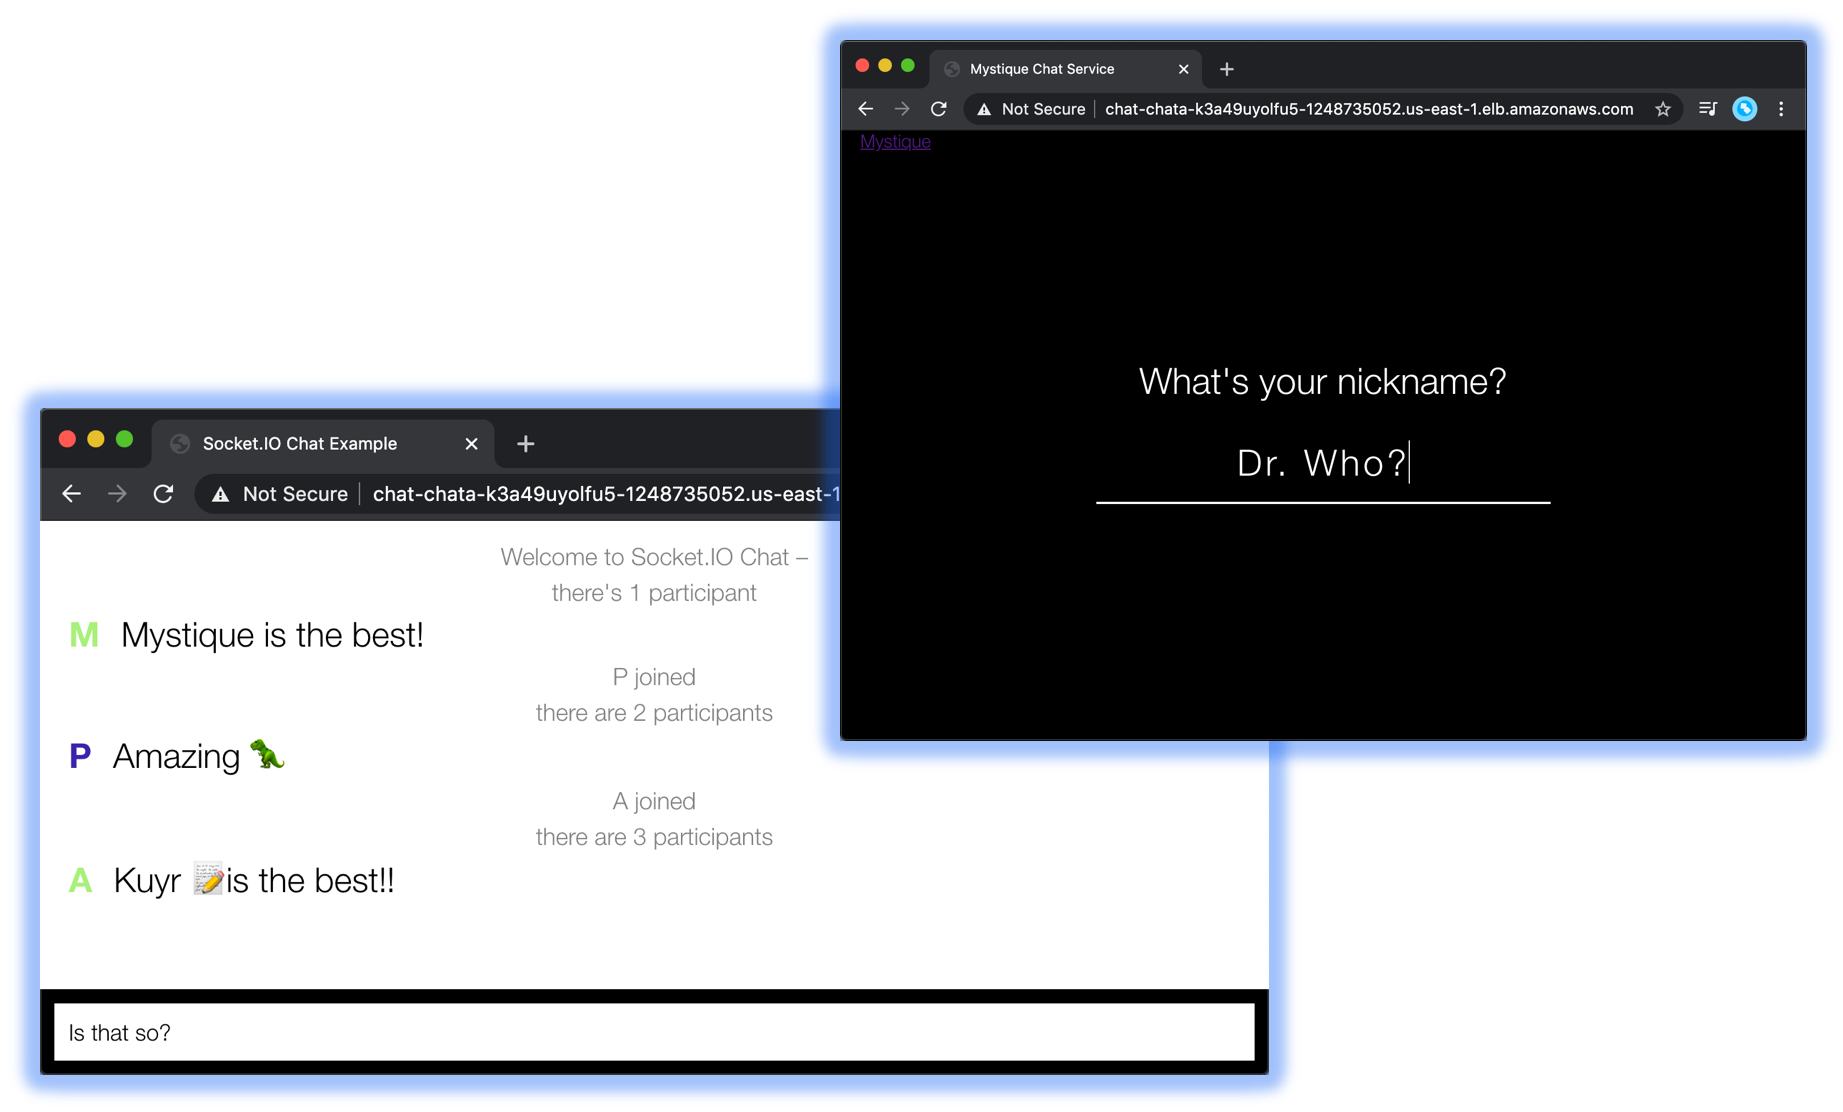 Mystique Chat Service
Not Secure chat-chata-k3a49uyolfu5-1248735052.us-east-1.elb.amazonaws.com
Mystique
What's your nickname?
Dr. Who?
Socket.IO Chat Example
Not Secure chat-chata-k3a49uyolfu5-1248735052.us-east-1
Welcome to Socket.IO Chat –
there's 1 participant
M Mystique is the best!
P joined
there are 2 participants
P Amazing 🦖
A joined
there are 3 participants
A Kuyr 📝is the best!!
Is that so?